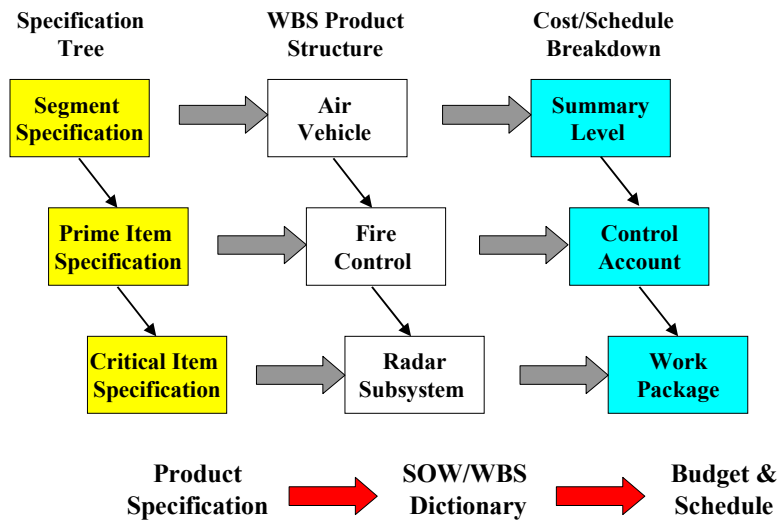 Specification
Tree
WBS Product
Structure
Cost/Schedule
Breakdown
Segment
Specification
Air
Vehicle
Summary
Level
Prime Item
Specification
Fire
Control
Control
Account
Critical Item
Specification
Radar
Subsystem
Work
Package
Product
Specification
SOW/WBS
Dictionary
Budget &
Schedule